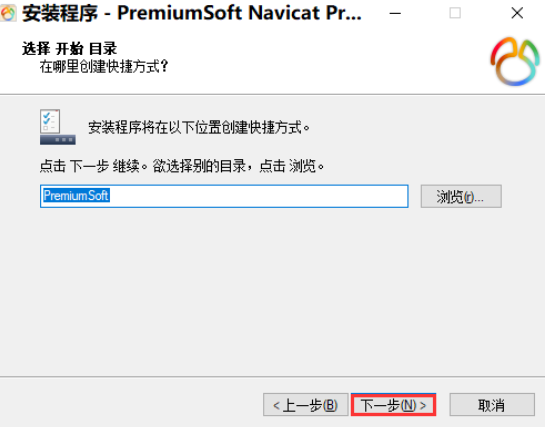 安装程序 - PremiumSoft Navicat Pr...
选择 开始 目录
在哪里创建快捷方式?
安装程序将在以下位置创建快捷方式。
点击 下一步 继续。欲选择别的目录，点击 浏览。
PremiumSoft
浏览(r)...
<上一步(B) 下一步(N)> 取消